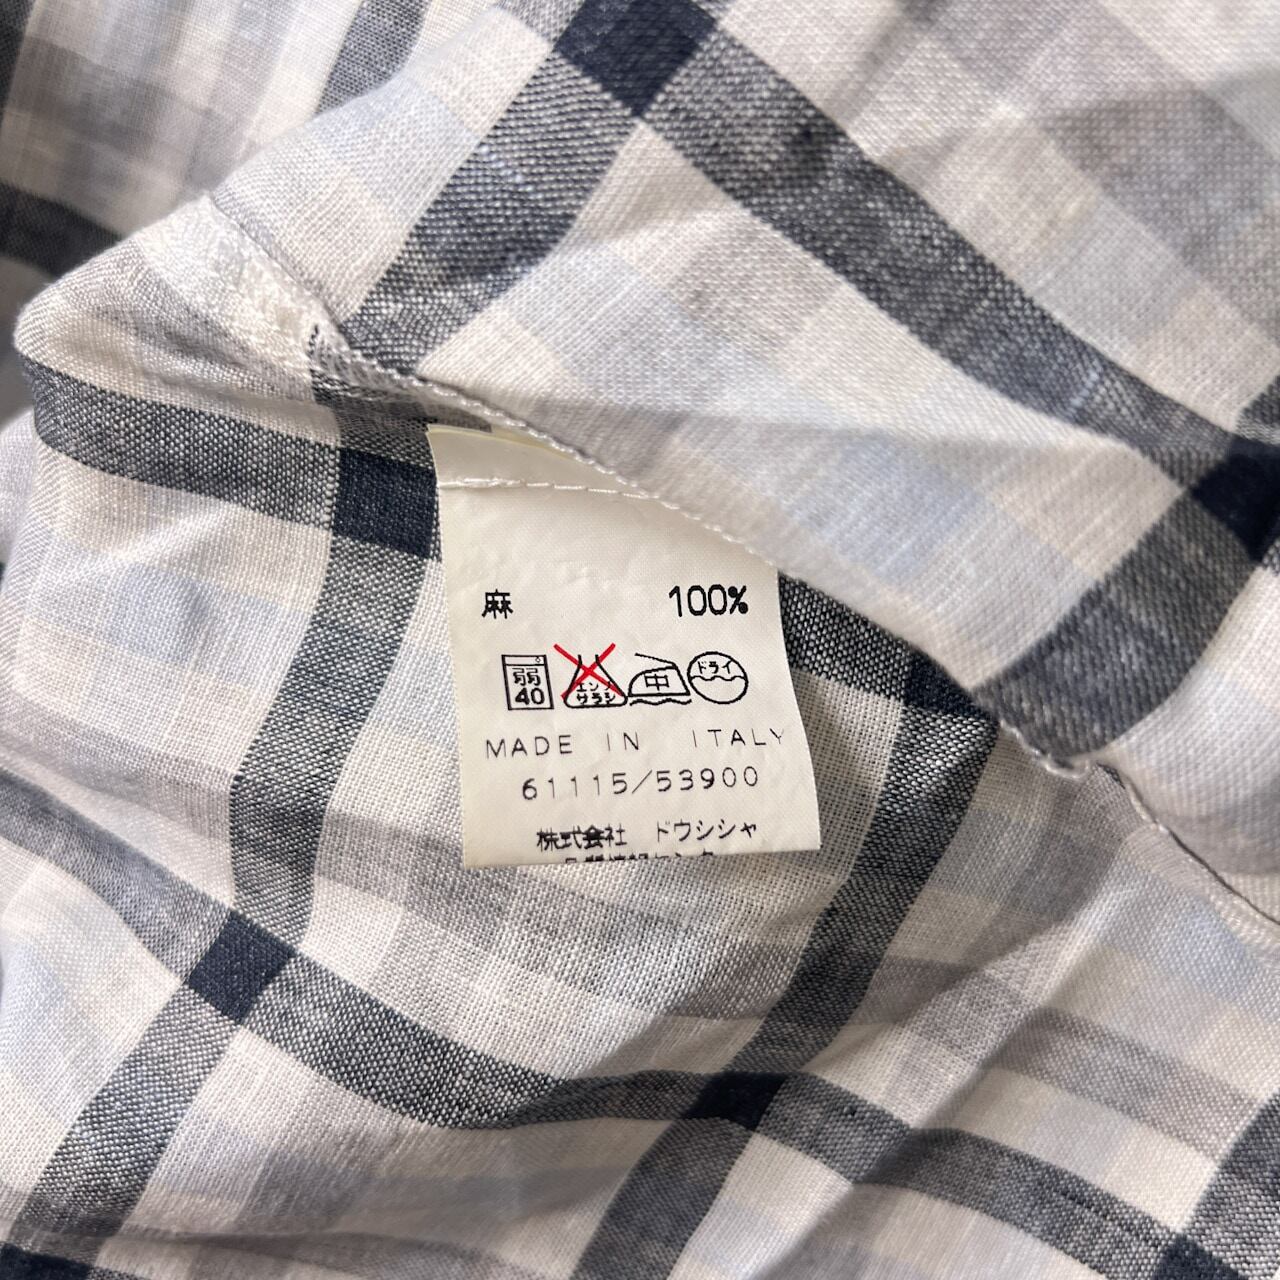 麻 100%
弱 40 エンソ サラシ 中 ドライ
MADE IN ITALY
61115/53900
株式会社 ドウシシャ